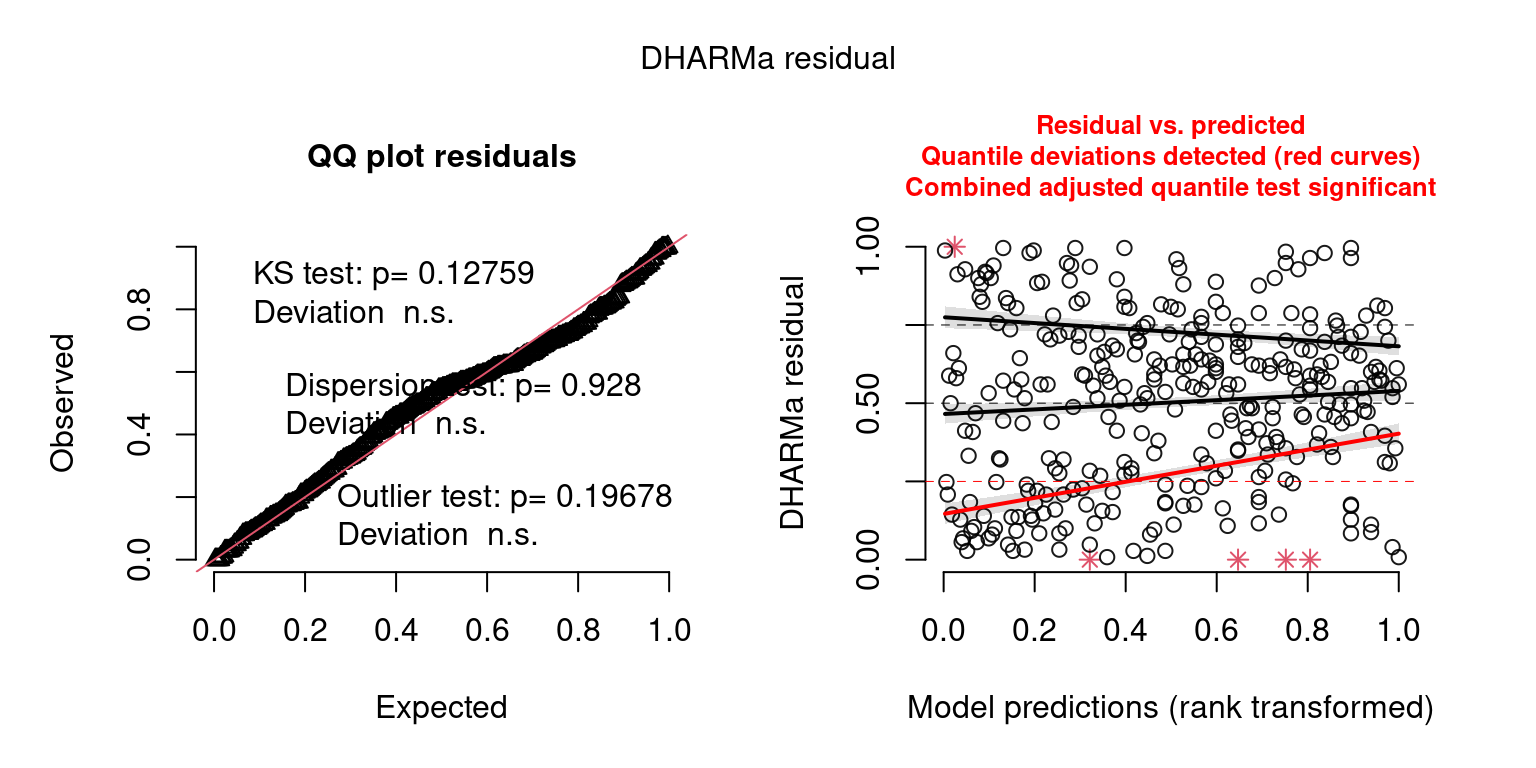 DHARMa residual
QQ plot residuals
KS test: p= 0.12759
Deviation  n.s.
Dispersion test: p= 0.928
Deviation  n.s.
Outlier test: p= 0.19678
Deviation  n.s.
Observed
0.0
0.4
0.8
0.0 0.2 0.4 0.6 0.8 1.0
Expected
Residual vs. predicted
Quantile deviations detected (red curves)
Combined adjusted quantile test significant
DHARMa residual
0.00
0.50
1.00
0.0 0.2 0.4 0.6 0.8 1.0
Model predictions (rank transformed)